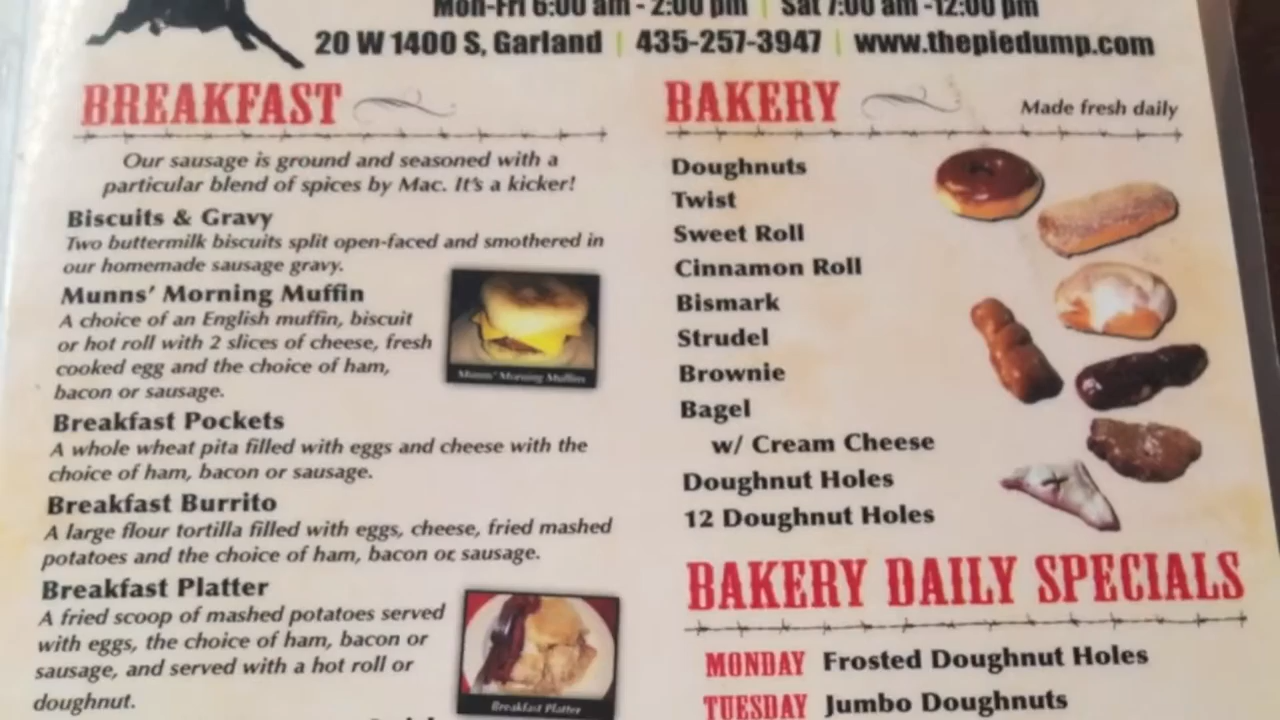 Mon-Fri 6:00 am - 2:00 pm | Sat 7:00 am -12:00 pm
20 W 1400 S, Garland | 435-257-3947 | www.thepiedump.com
BREAKFAST
Our sausage is ground and seasoned with a
particular blend of spices by Mac. It's a kicker!
Biscuits & Gravy
Two buttermilk biscuits split open-faced and smothered in
our homemade sausage gravy.
Munns' Morning Muffin
A choice of an English muffin, biscuit
or hot roll with 2 slices of cheese, fresh
cooked egg and the choice of ham,
bacon or sausage.
Munns' Morning Muffins
Breakfast Pockets
A whole wheat pita filled with eggs and cheese with the
choice of ham, bacon or sausage.
Breakfast Burrito
A large flour tortilla filled with eggs, cheese, fried mashed
potatoes and the choice of ham, bacon or sausage.
Breakfast Platter
A fried scoop of mashed potatoes served
with eggs, the choice of ham, bacon or
sausage, and served with a hot roll or
doughnut.
Breakfast Platter
BAKERY
Made fresh daily
Doughnuts
Twist
Sweet Roll
Cinnamon Roll
Bismark
Strudel
Brownie
Bagel
w/ Cream Cheese
Doughnut Holes
12 Doughnut Holes
BAKERY DAILY SPECIALS
MONDAY Frosted Doughnut Holes
TUESDAY Jumbo Doughnuts